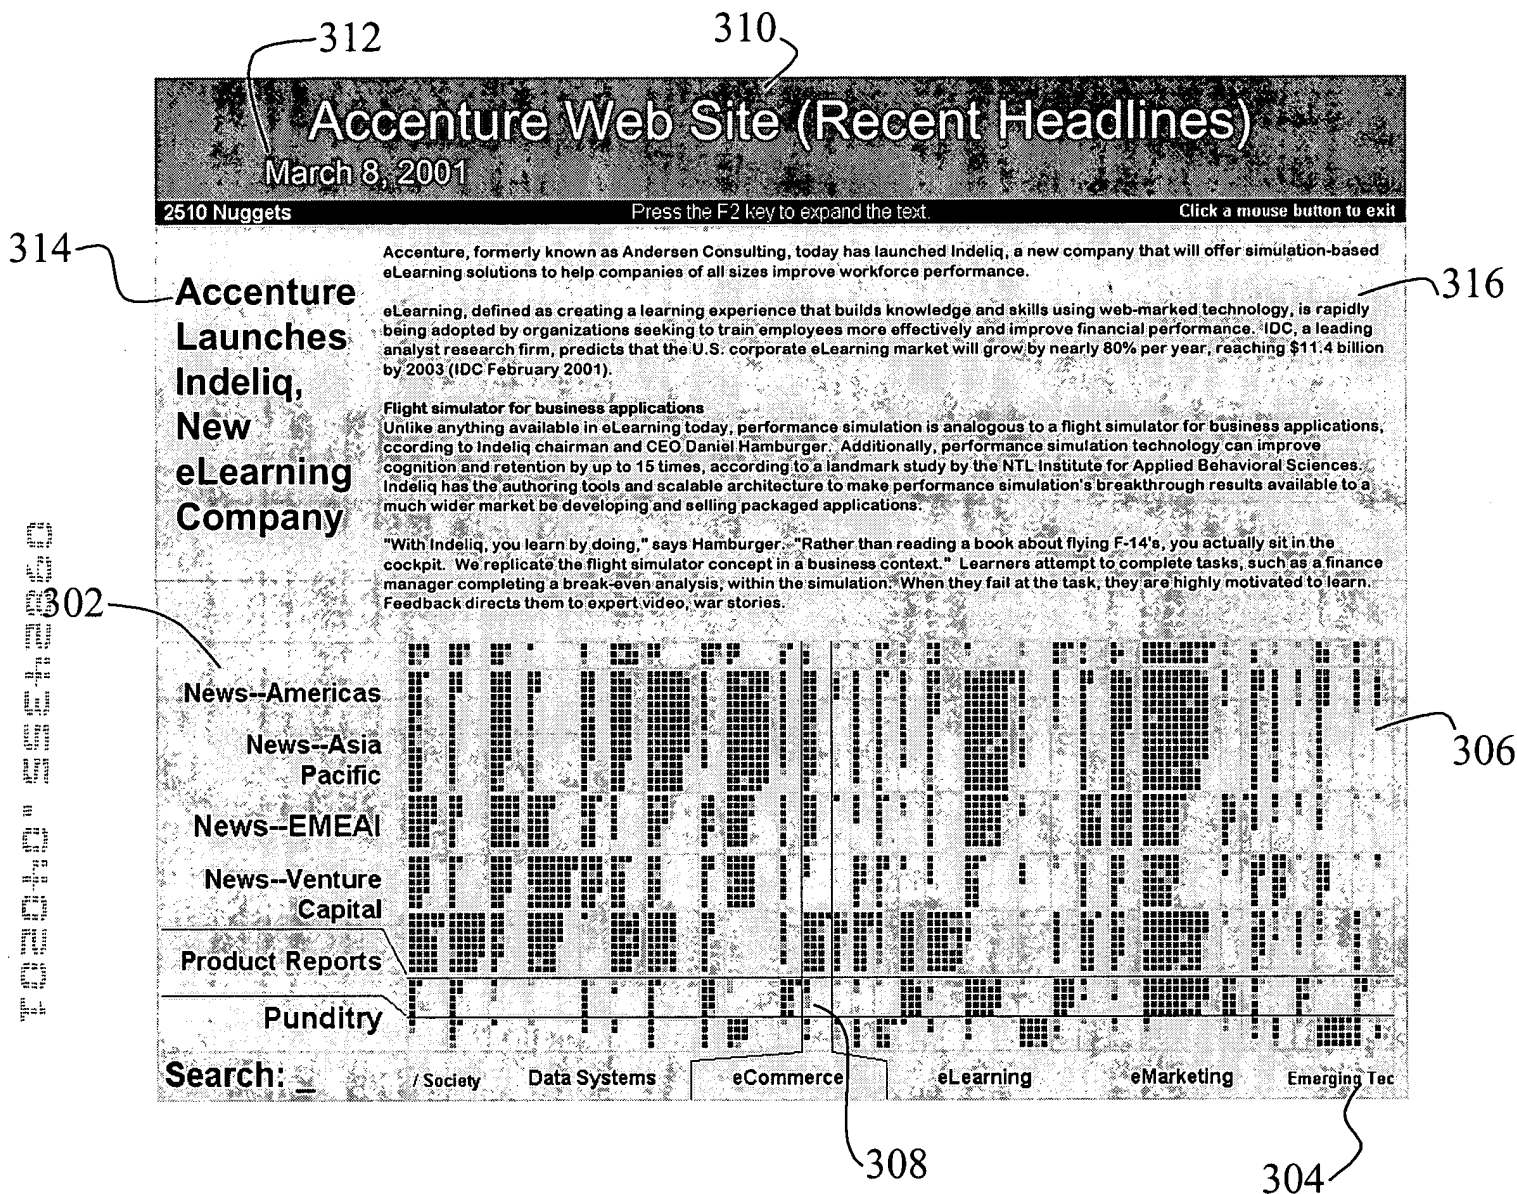 312
310
Accenture Web Site (Recent Headlines)
March 8, 2001
2510 Nuggets
Press the F2 key to expand the text.
Click a mouse button to exit
314
Accenture
Launches
Indeliq,
New
eLearning
Company
Accenture, formerly known as Andersen Consulting, today has launched Indeliq, a new company that will offer simulation-based
eLearning solutions to help companies of all sizes improve workforce performance.
316
eLearning, defined as creating a learning experience that builds knowledge and skills using web-marked technology, is rapidly
being adopted by organizations seeking to train employees more effectively and improve financial performance. IDC, a leading
analyst research firm, predicts that the U.S. corporate eLearning market will grow by nearly 80% per year, reaching $11.4 billion
by 2003 (IDC February 2001).
Flight simulator for business applications
Unlike anything available in eLearning today, performance simulation is analogous to a flight simulator for business applications,
ccording to Indeliq chairman and CEO Daniel Hamburger. Additionally, performance simulation technology can improve
cognition and retention by up to 15 times, according to a landmark study by the NTL Institute for Applied Behavioral Sciences.
Indeliq has the authoring tools and scalable architecture to make performance simulation's breakthrough results available to a
much wider market be developing and selling packaged applications.
"With Indeliq, you learn by doing," says Hamburger. "Rather than reading a book about flying F-14's, you actually sit in the
cockpit. We replicate the flight simulator concept in a business context." Learners attempt to complete tasks, such as a finance
manager completing a break-even analysis, within the simulation. When they fail at the task, they are highly motivated to learn.
Feedback directs them to expert video, war stories.
302
News--Americas
News--Asia
Pacific
306
News--EMEAI
News--Venture
Capital
Product Reports
Punditry
Search: _
/ Society
Data Systems
eCommerce
eLearning
eMarketing
Emerging Tec
308
304